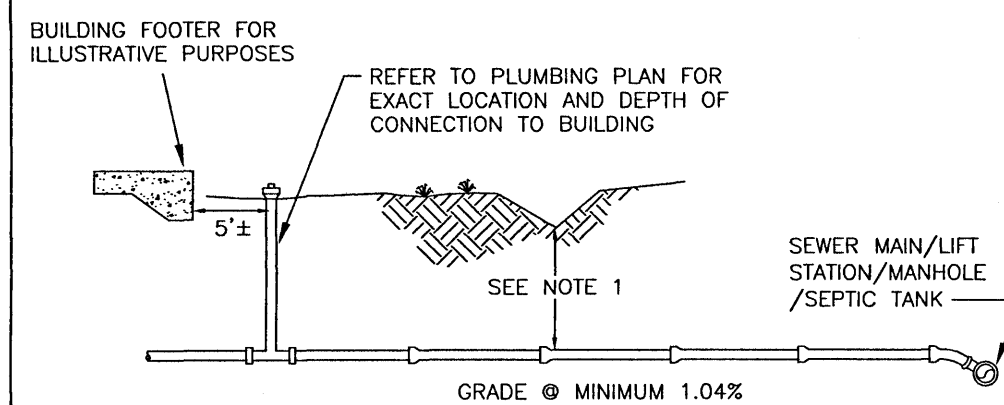 BUILDING FOOTER FOR
ILLUSTRATIVE PURPOSES
REFER TO PLUMBING PLAN FOR
EXACT LOCATION AND DEPTH OF
CONNECTION TO BUILDING
5'±
SEE NOTE 1
SEWER MAIN/LIFT
STATION/MANHOLE
/SEPTIC TANK
GRADE @ MINIMUM 1.04%